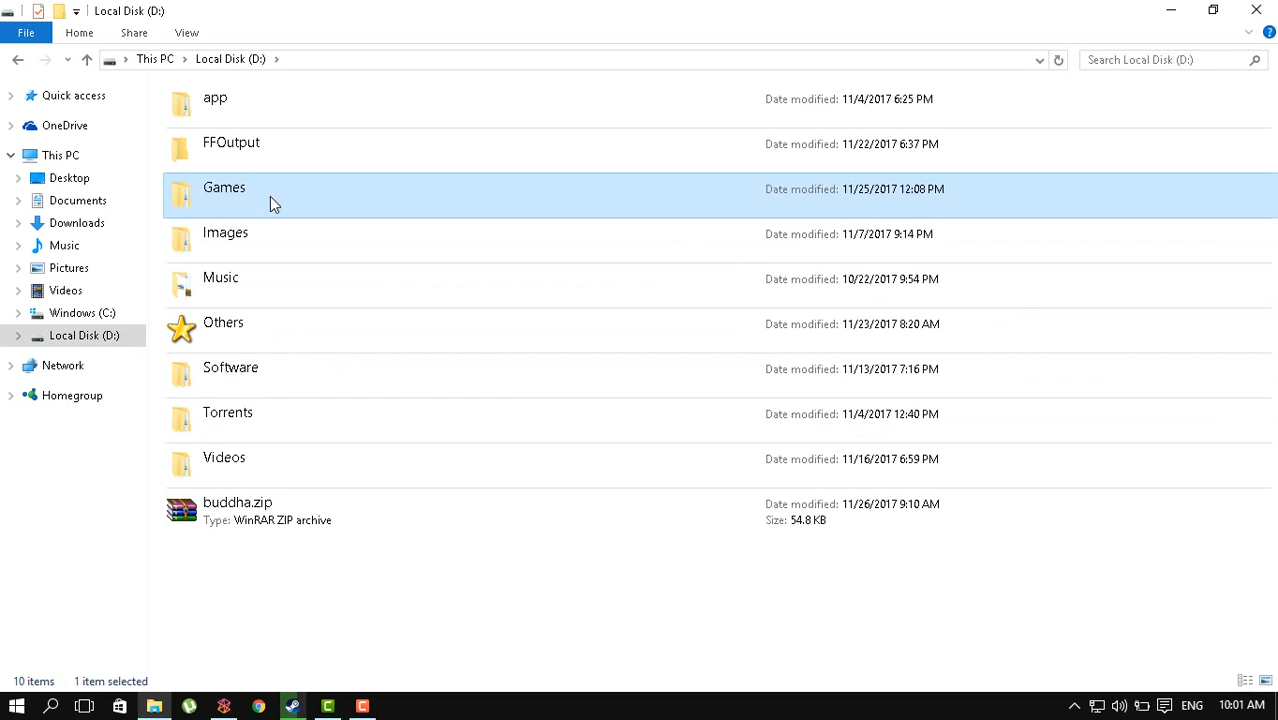 Local Disk (D:)
File Home Share View
This PC Local Disk (D:) Search Local Disk (D:)
Quick access
OneDrive
This PC
Desktop
Documents
Downloads
Music
Pictures
Videos
Windows (C:)
Local Disk (D:)
Network
Homegroup
app Date modified: 11/4/2017 6:25 PM
FFOutput Date modified: 11/22/2017 6:37 PM
Games Date modified: 11/25/2017 12:08 PM
Images Date modified: 11/7/2017 9:14 PM
Music Date modified: 10/22/2017 9:54 PM
Others Date modified: 11/23/2017 8:20 AM
Software Date modified: 11/13/2017 7:16 PM
Torrents Date modified: 11/4/2017 12:40 PM
Videos Date modified: 11/16/2017 6:59 PM
buddha.zip Date modified: 11/26/2017 9:10 AM
Type: WinRAR ZIP archive Size: 54.8 KB
10 items 1 item selected
ENG 10:01 AM